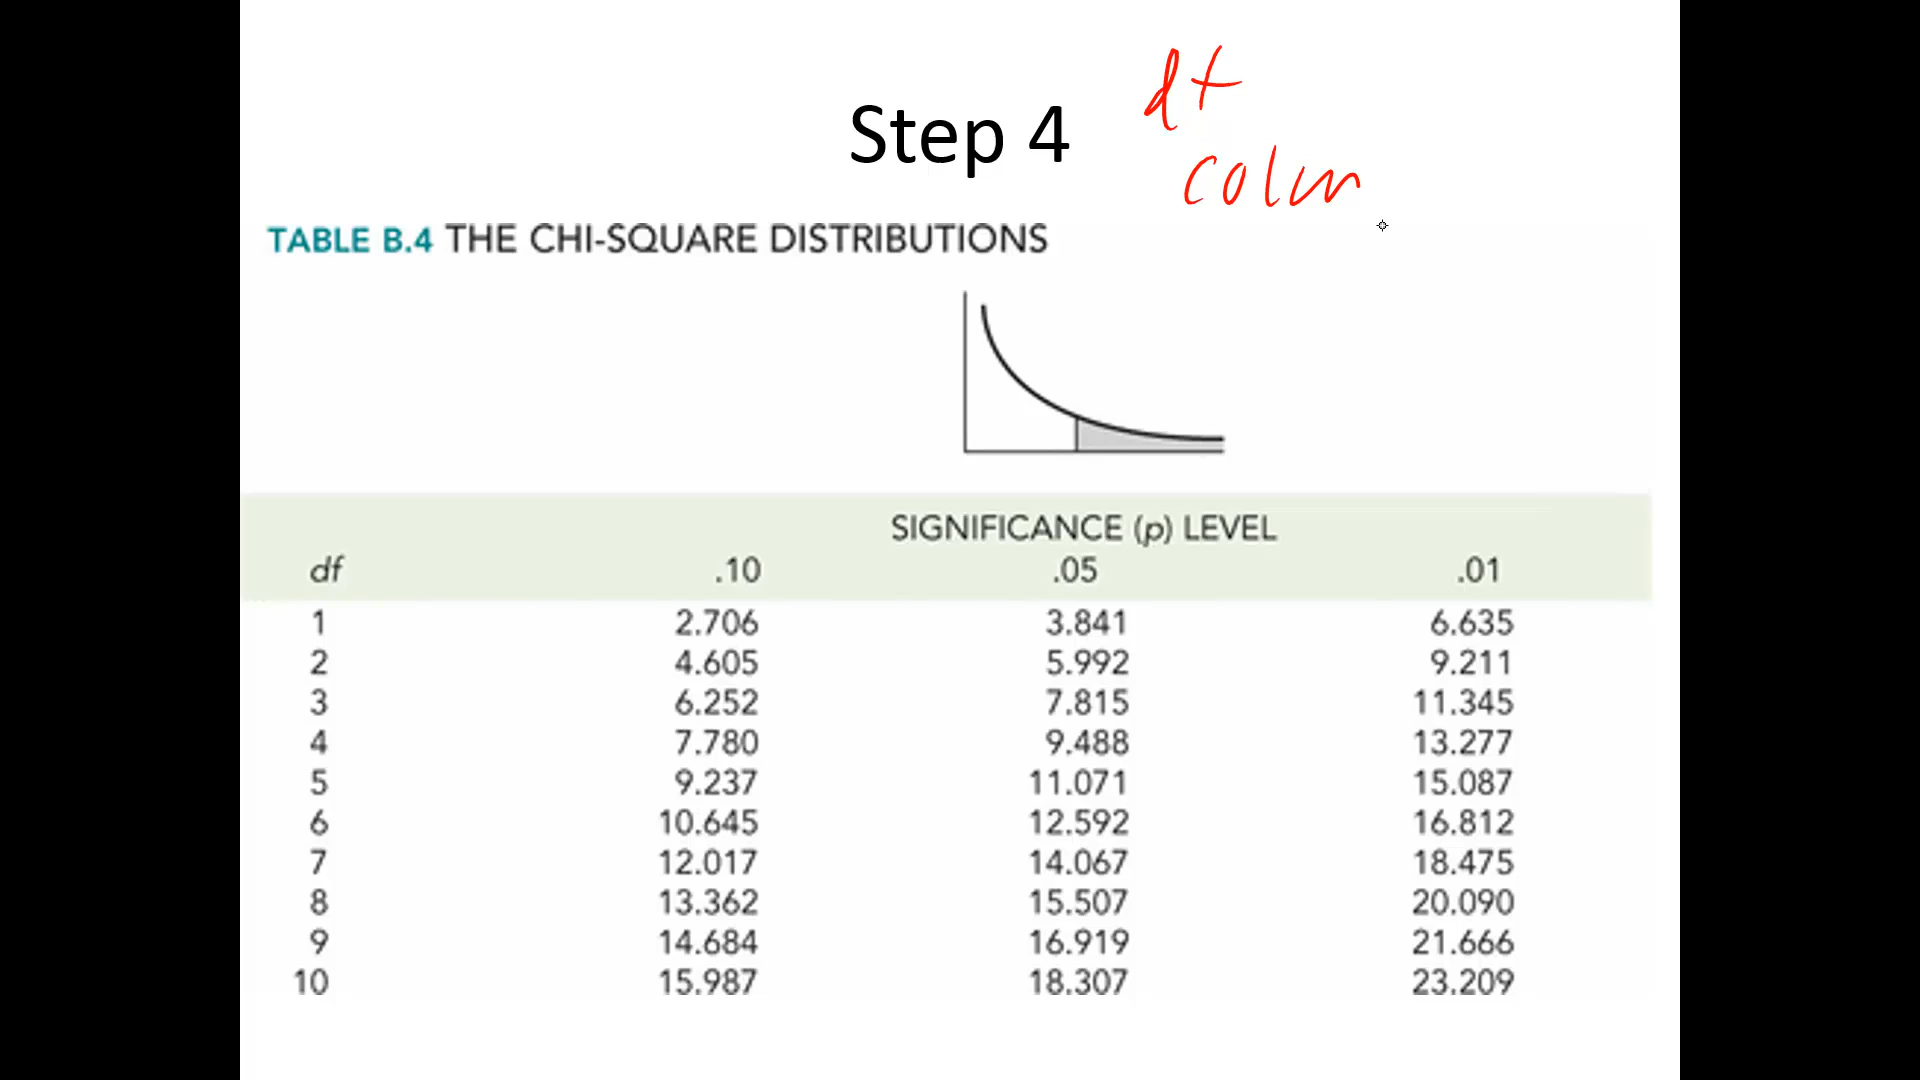 df
Step 4
colum
TABLE B.4 THE CHI-SQUARE DISTRIBUTIONS
SIGNIFICANCE (p) LEVEL
df .10 .05 .01
1 2.706 3.841 6.635
2 4.605 5.992 9.211
3 6.252 7.815 11.345
4 7.780 9.488 13.277
5 9.237 11.071 15.087
6 10.645 12.592 16.812
7 12.017 14.067 18.475
8 13.362 15.507 20.090
9 14.684 16.919 21.666
10 15.987 18.307 23.209